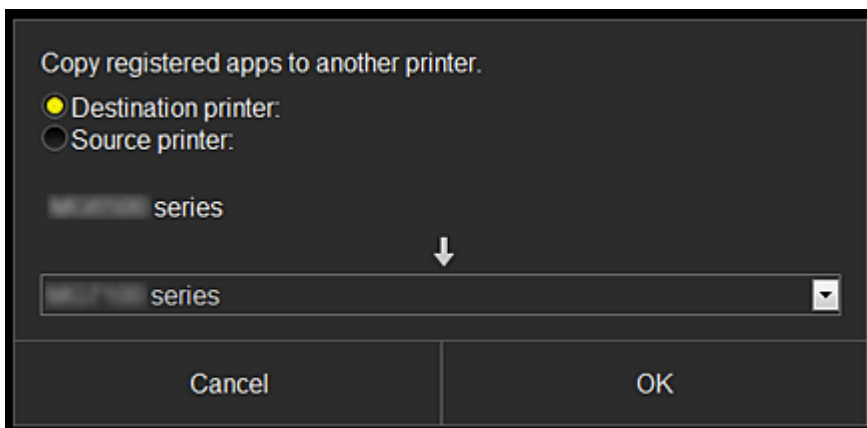 Copy registered apps to another printer.
Destination printer:
Source printer:
series
series
Cancel
OK